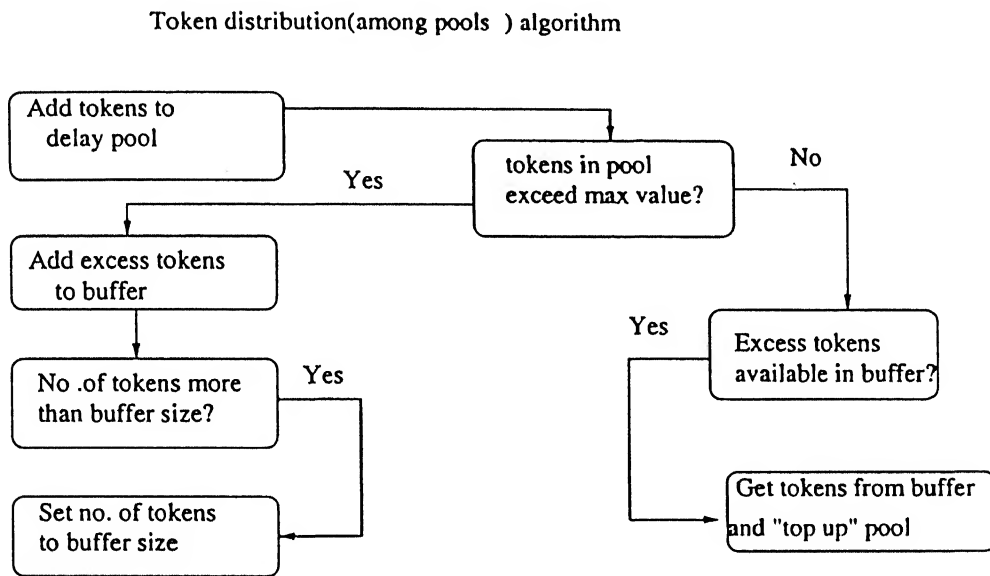 Token distribution(among pools ) algorithm
Add tokens to
delay pool
tokens in pool
exceed max value?
No
Yes
Add excess tokens
to buffer
Yes
Excess tokens
available in buffer?
No .of tokens more
than buffer size?
Yes
Set no. of tokens
to buffer size
Get tokens from buffer
and "top up" pool